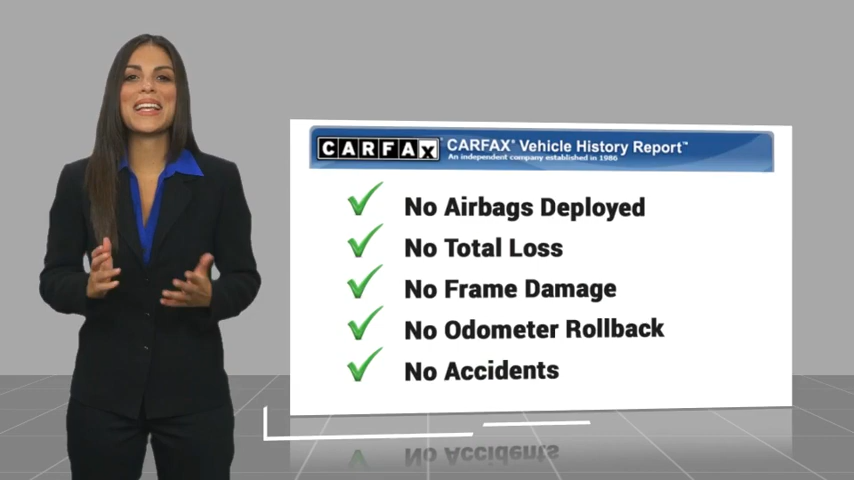 CARFAX
CARFAX® Vehicle History Report™
An independent company established in 1986
No Airbags Deployed
No Total Loss
No Frame Damage
No Odometer Rollback
No Accidents